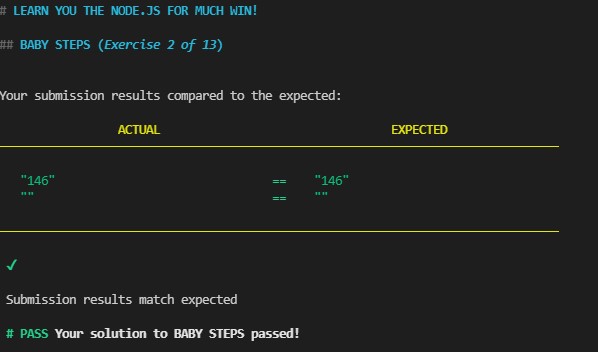 # LEARN YOU THE NODE.JS FOR MUCH WIN!
## BABY STEPS (Exercise 2 of 13)
Your submission results compared to the expected:
ACTUAL EXPECTED
"146" == "146"
"" == ""
✓
Submission results match expected
# PASS Your solution to BABY STEPS passed!